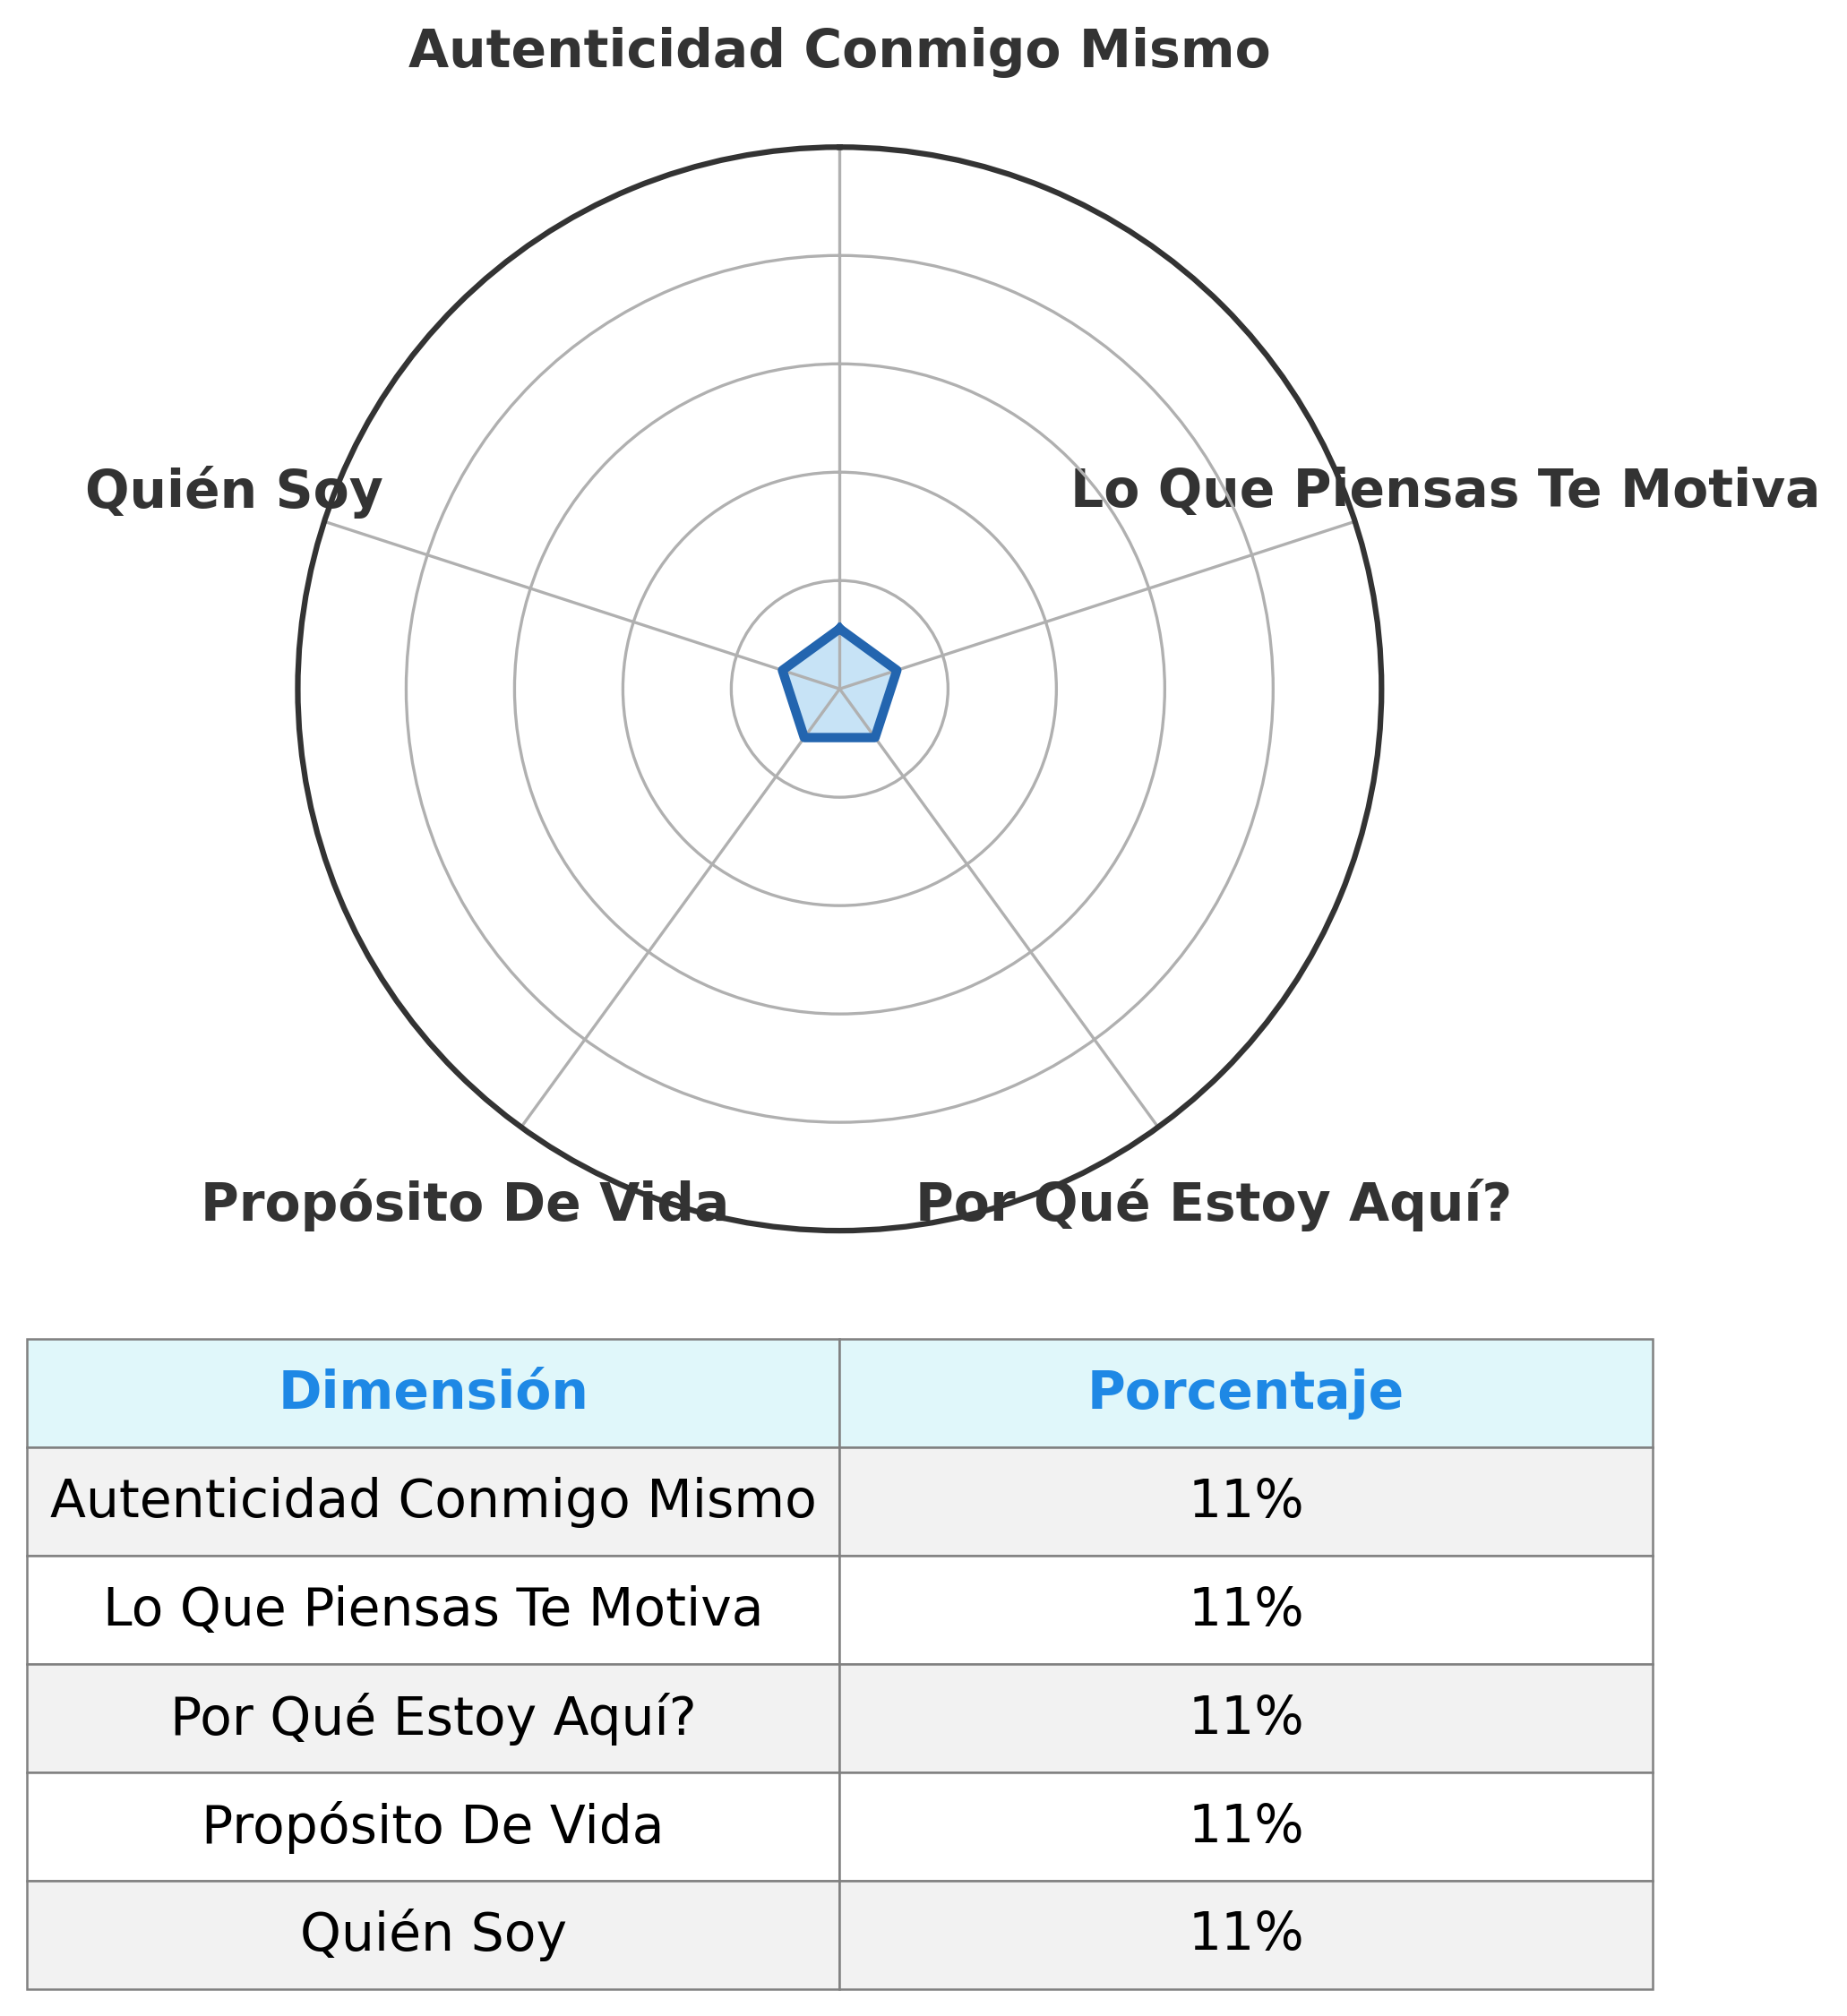 Autenticidad Conmigo Mismo
Quién Soy
Lo Que Piensas Te Motiva
Propósito De Vida
Por Qué Estoy Aquí?
Dimensión Porcentaje
Autenticidad Conmigo Mismo 11%
Lo Que Piensas Te Motiva 11%
Por Qué Estoy Aquí? 11%
Propósito De Vida 11%
Quién Soy 11%